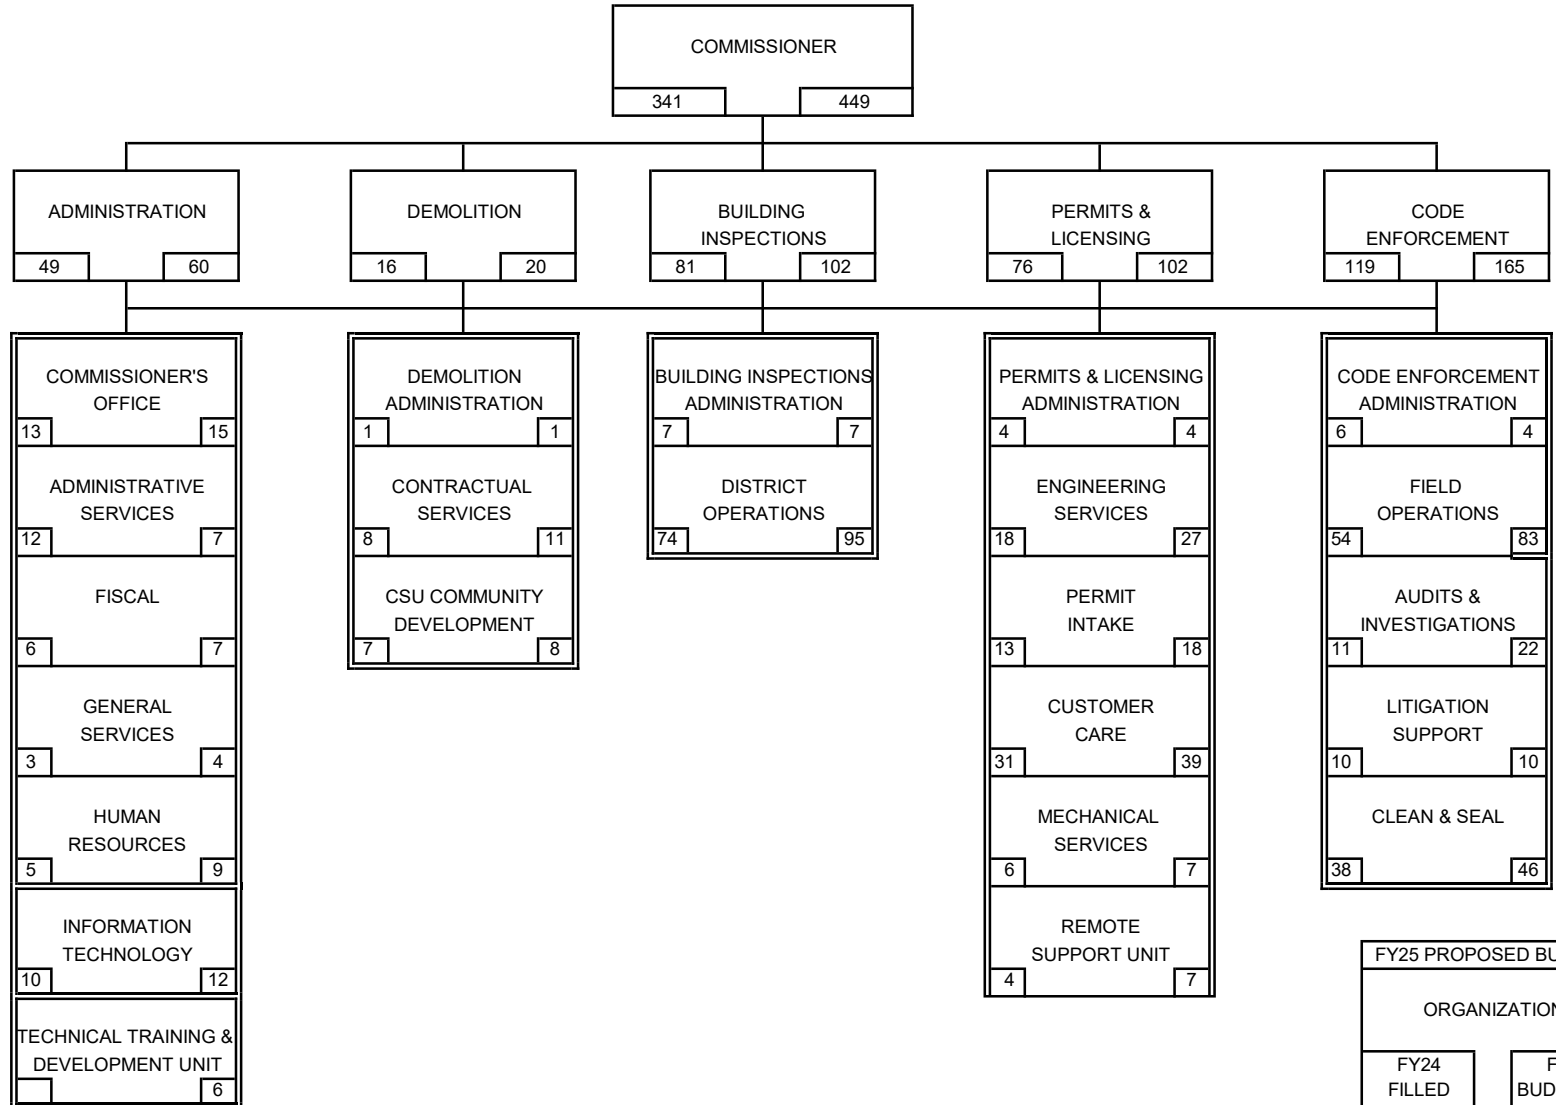 COMMISSIONER
341 449
ADMINISTRATION
49 60
DEMOLITION
16 20
BUILDING
INSPECTIONS
81 102
PERMITS &
LICENSING
76 102
CODE
ENFORCEMENT
119 165
COMMISSIONER'S
OFFICE
13 15
ADMINISTRATIVE
SERVICES
12 7
FISCAL
6 7
GENERAL
SERVICES
3 4
HUMAN
RESOURCES
5 9
INFORMATION
TECHNOLOGY
10 12
TECHNICAL TRAINING &
DEVELOPMENT UNIT
6
DEMOLITION
ADMINISTRATION
1 1
CONTRACTUAL
SERVICES
8 11
CSU COMMUNITY
DEVELOPMENT
7 8
BUILDING INSPECTIONS
ADMINISTRATION
7 7
DISTRICT
OPERATIONS
74 95
PERMITS & LICENSING
ADMINISTRATION
4 4
ENGINEERING
SERVICES
18 27
PERMIT
INTAKE
13 18
CUSTOMER
CARE
31 39
MECHANICAL
SERVICES
6 7
REMOTE
SUPPORT UNIT
4 7
CODE ENFORCEMENT
ADMINISTRATION
6 4
FIELD
OPERATIONS
54 83
AUDITS &
INVESTIGATIONS
11 22
LITIGATION
SUPPORT
10 10
CLEAN & SEAL
38 46
FY25 PROPOSED BU
ORGANIZATION
FY24 F
FILLED BUD